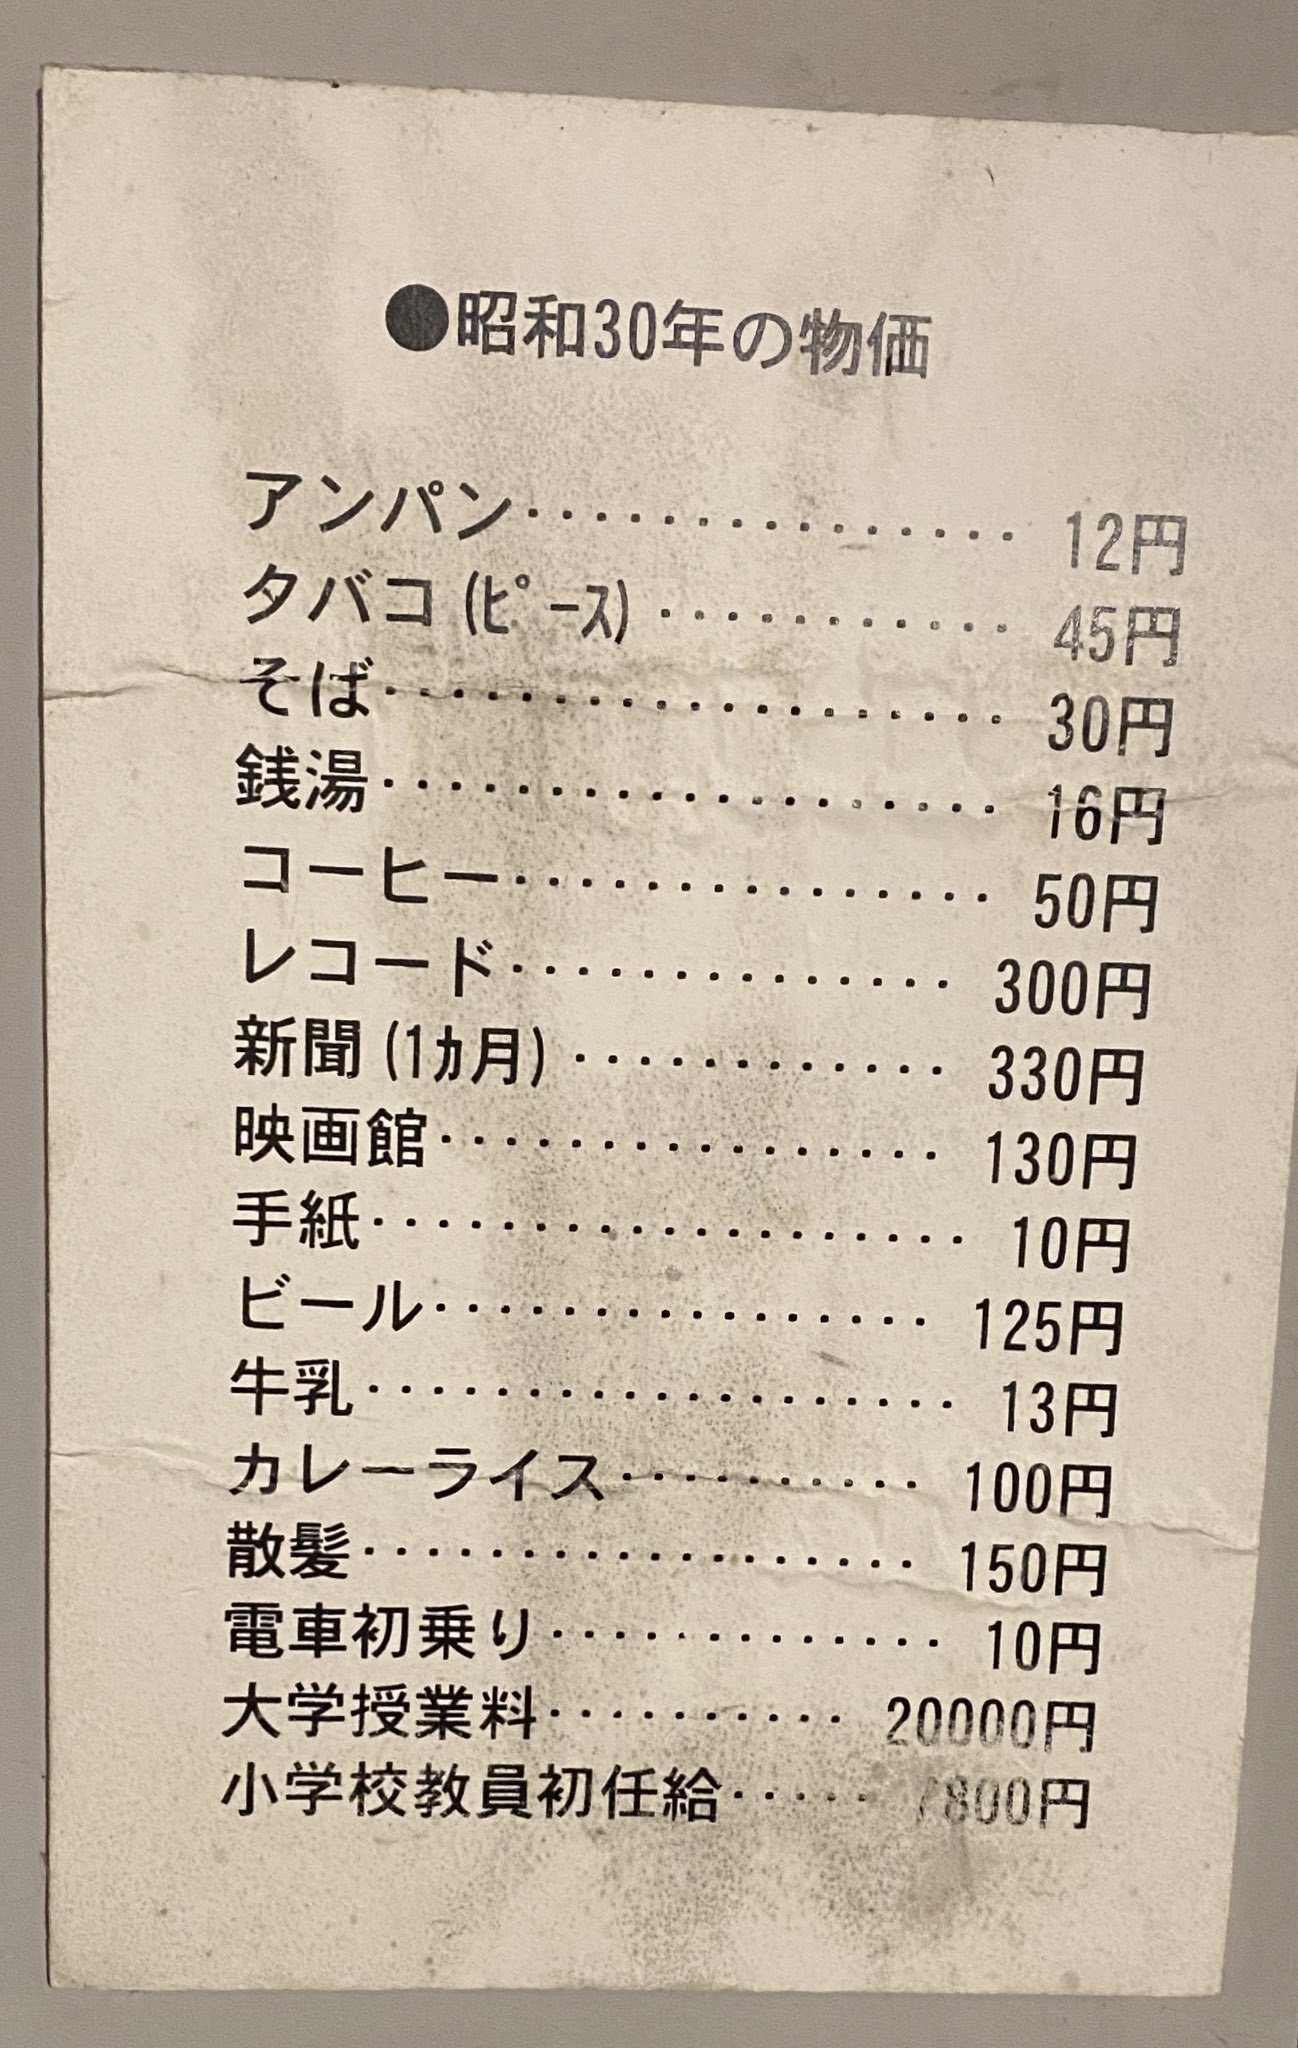 ●昭和30年の物価
アンパン················ 12円
タバコ(ﾋﾟｰｽ)··········· 45円
そば··················· 30円
銭湯··················· 16円
コーヒー··············· 50円
レコード·············· 300円
新聞(1ヵ月)············ 330円
映画館················ 130円
手紙··················· 10円
ビール················ 125円
牛乳··················· 13円
カレーライス·········· 100円
散髪·················· 150円
電車初乗り············· 10円
大学授業料·········· 20000円
小学校教員初任給····· 7800円